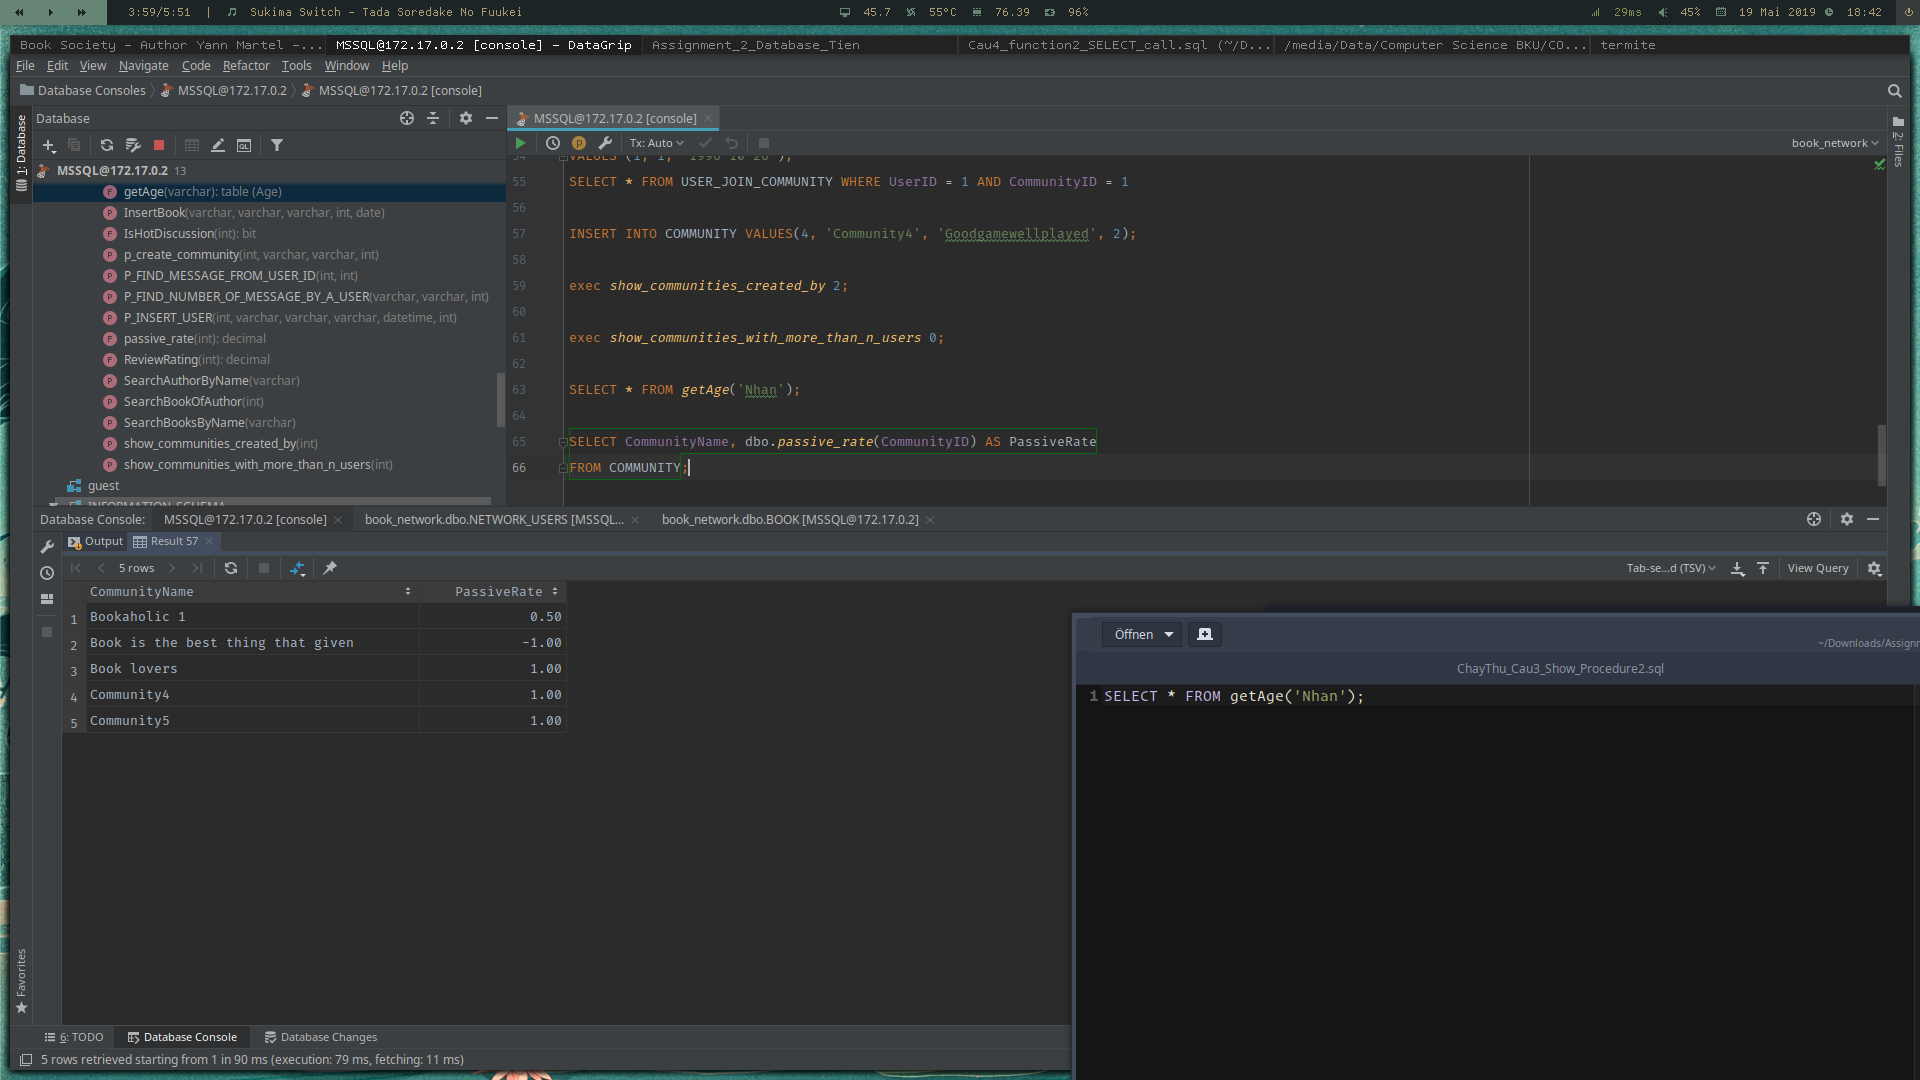 3:59/5:51 | Sukima Switch – Tada Soredake No Fuukei
45.7 55°C 76.39 96%
29ms 45% 19 Mai 2019 18:42
Book Society – Author Yann Martel –...
MSSQL@172.17.0.2 [console] – DataGrip
Assignment_2_Database_Tien
Cau4_function2_SELECT_call.sql (~/D...
/media/Data/Computer Science BKU/CO...
termite
File Edit View Navigate Code Refactor Tools Window Help
Database Consoles MSSQL@172.17.0.2 MSSQL@172.17.0.2 [console]
1: Database
Database
MSSQL@172.17.0.2 13
getAge(varchar): table (Age)
InsertBook(varchar, varchar, varchar, int, date)
IsHotDiscussion(int): bit
p_create_community(int, varchar, varchar, int)
P_FIND_MESSAGE_FROM_USER_ID(int, int)
P_FIND_NUMBER_OF_MESSAGE_BY_A_USER(varchar, varchar, int)
P_INSERT_USER(int, varchar, varchar, varchar, datetime, int)
passive_rate(int): decimal
ReviewRating(int): decimal
SearchAuthorByName(varchar)
SearchBookOfAuthor(int)
SearchBooksByName(varchar)
show_communities_created_by(int)
show_communities_with_more_than_n_users(int)
guest
INFORMATION_SCHEMA
MSSQL@172.17.0.2 [console]
Tx: Auto
book_network
2: Files
54 VALUES (1, 1, '1996-10-26');
55 SELECT * FROM USER_JOIN_COMMUNITY WHERE UserID = 1 AND CommunityID = 1
56
57 INSERT INTO COMMUNITY VALUES(4, 'Community4', 'Goodgamewellplayed', 2);
58
59 exec show_communities_created_by 2;
60
61 exec show_communities_with_more_than_n_users 0;
62
63 SELECT * FROM getAge('Nhan');
64
65 SELECT CommunityName, dbo.passive_rate(CommunityID) AS PassiveRate
66 FROM COMMUNITY;
Database Console: MSSQL@172.17.0.2 [console] book_network.dbo.NETWORK_USERS [MSSQL... book_network.dbo.BOOK [MSSQL@172.17.0.2]
Output Result 57
5 rows
Tab-se...d (TSV) View Query
CommunityName PassiveRate
1 Bookaholic 1 0.50
2 Book is the best thing that given −1.00
3 Book lovers 1.00
4 Community4 1.00
5 Community5 1.00
Öffnen
~/Downloads/Assignm
ChayThu_Cau3_Show_Procedure2.sql
1 SELECT * FROM getAge('Nhan');
Favorites
6: TODO Database Console Database Changes
5 rows retrieved starting from 1 in 90 ms (execution: 79 ms, fetching: 11 ms)